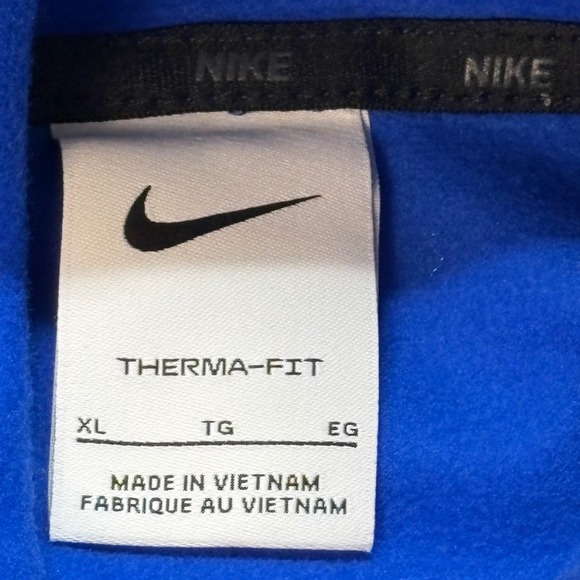 NIKE NIKE
THERMA-FIT
XL TG EG
MADE IN VIETNAM
FABRIQUE AU VIETNAM